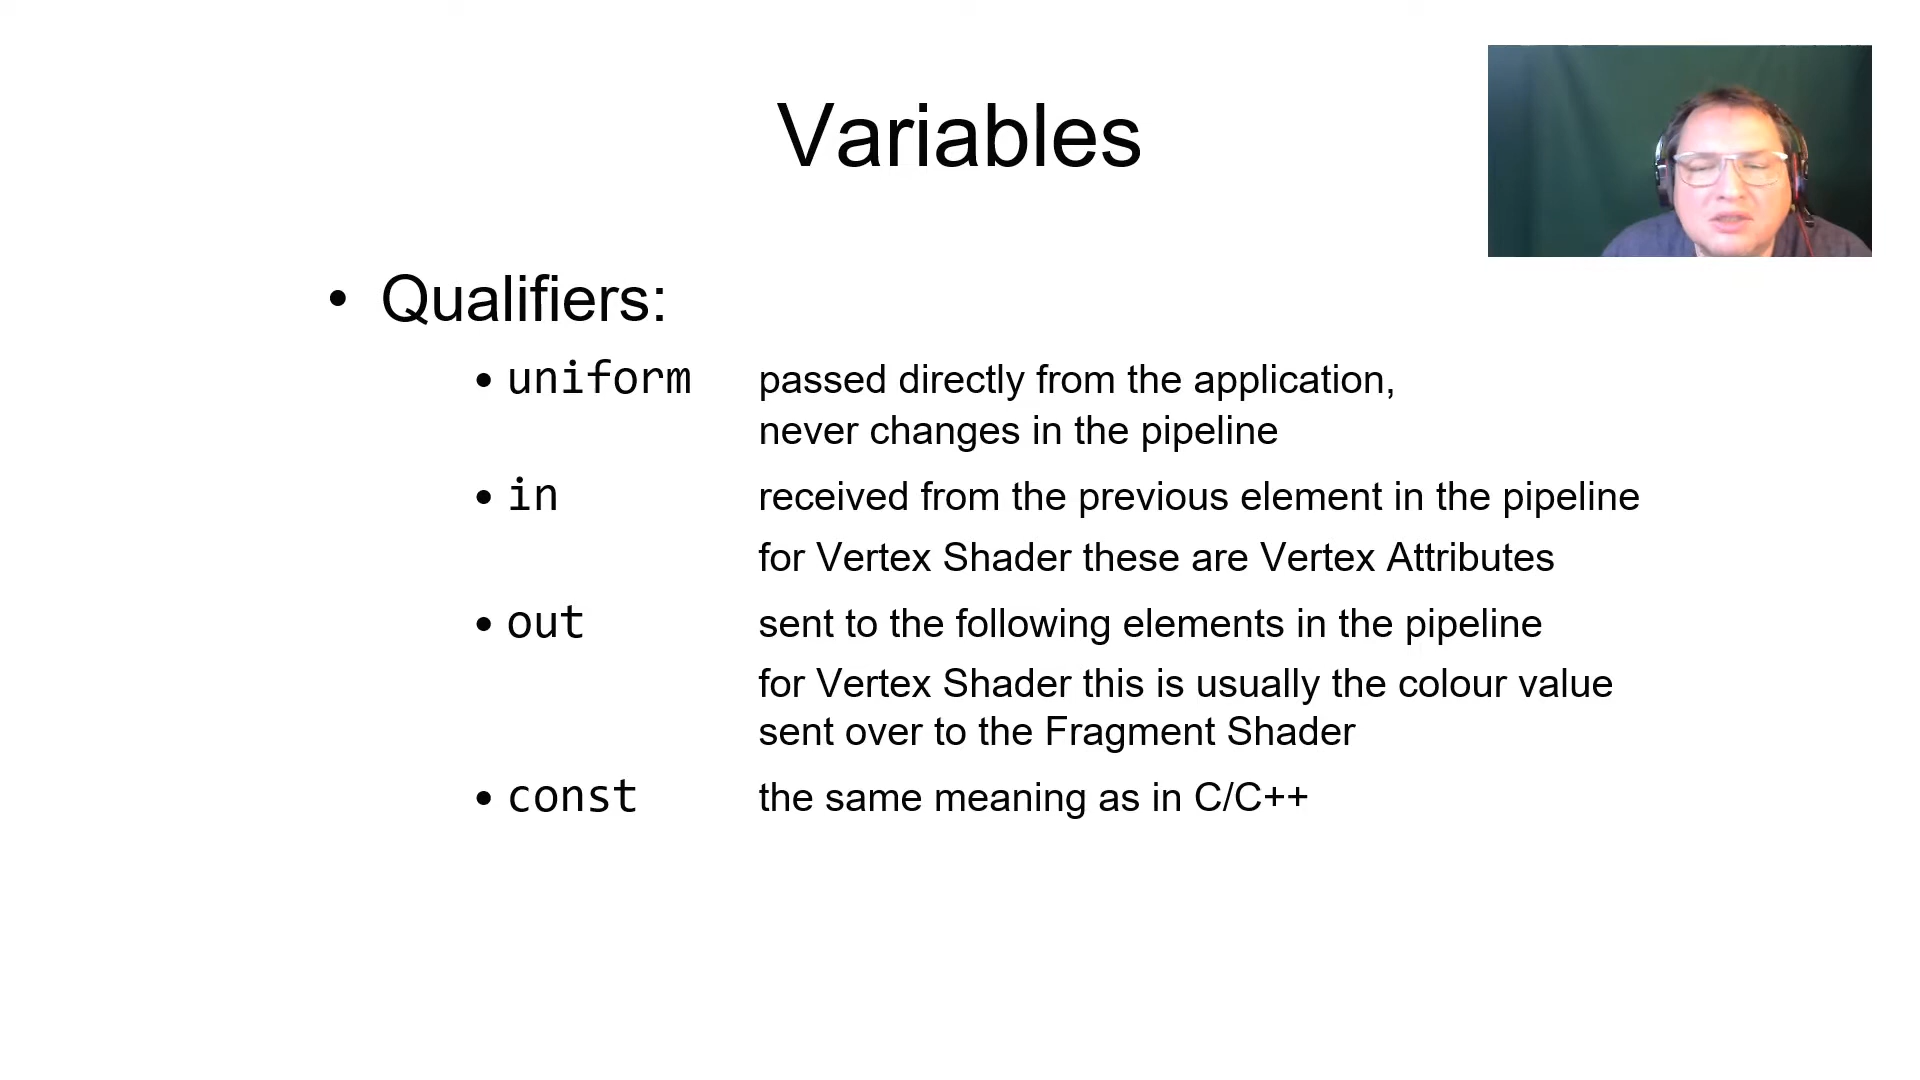 Variables
• Qualifiers:
• uniform passed directly from the application,
never changes in the pipeline
• in received from the previous element in the pipeline
for Vertex Shader these are Vertex Attributes
• out sent to the following elements in the pipeline
for Vertex Shader this is usually the colour value
sent over to the Fragment Shader
• const the same meaning as in C/C++